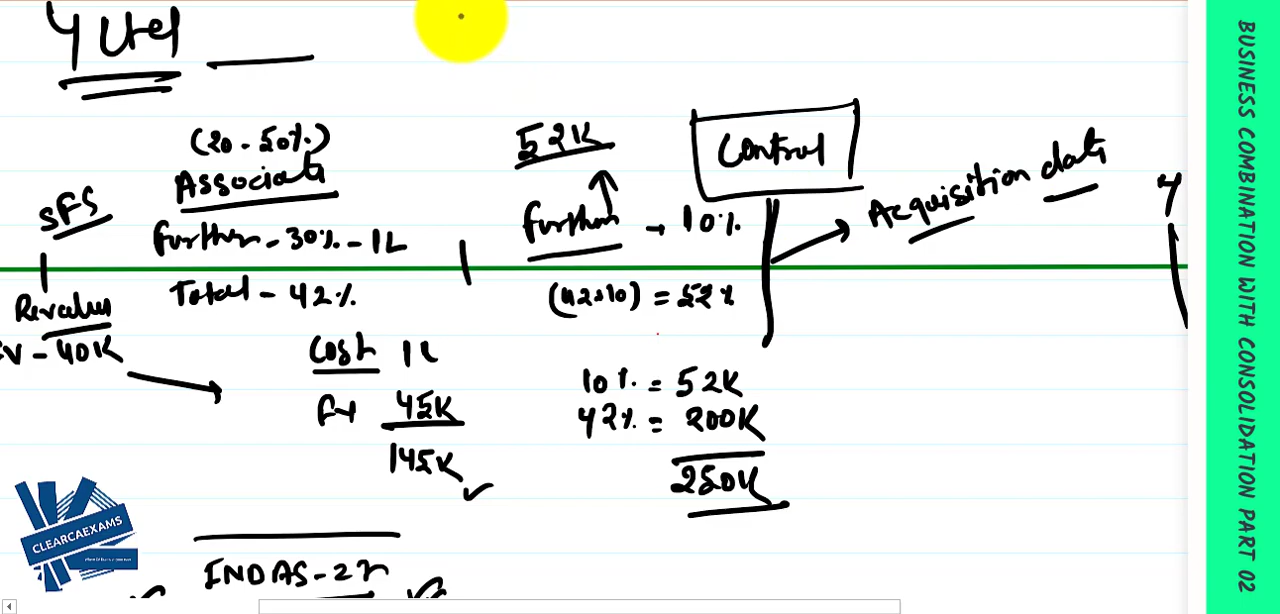 (20-50%)
Associate
SFS
Further - 30% - 1L
Total - 42%
FV - 40K
Cost 1L
FV 45K
145K
52K
Further → 10%
(42+10) = 52%
10% = 52K
42% = 200K
250K
Control
Acquisition date
4
INDAS-27
CLEARCAEXAMS
BUSINESS COMBINATION WITH CONSOLIDATION PART 02